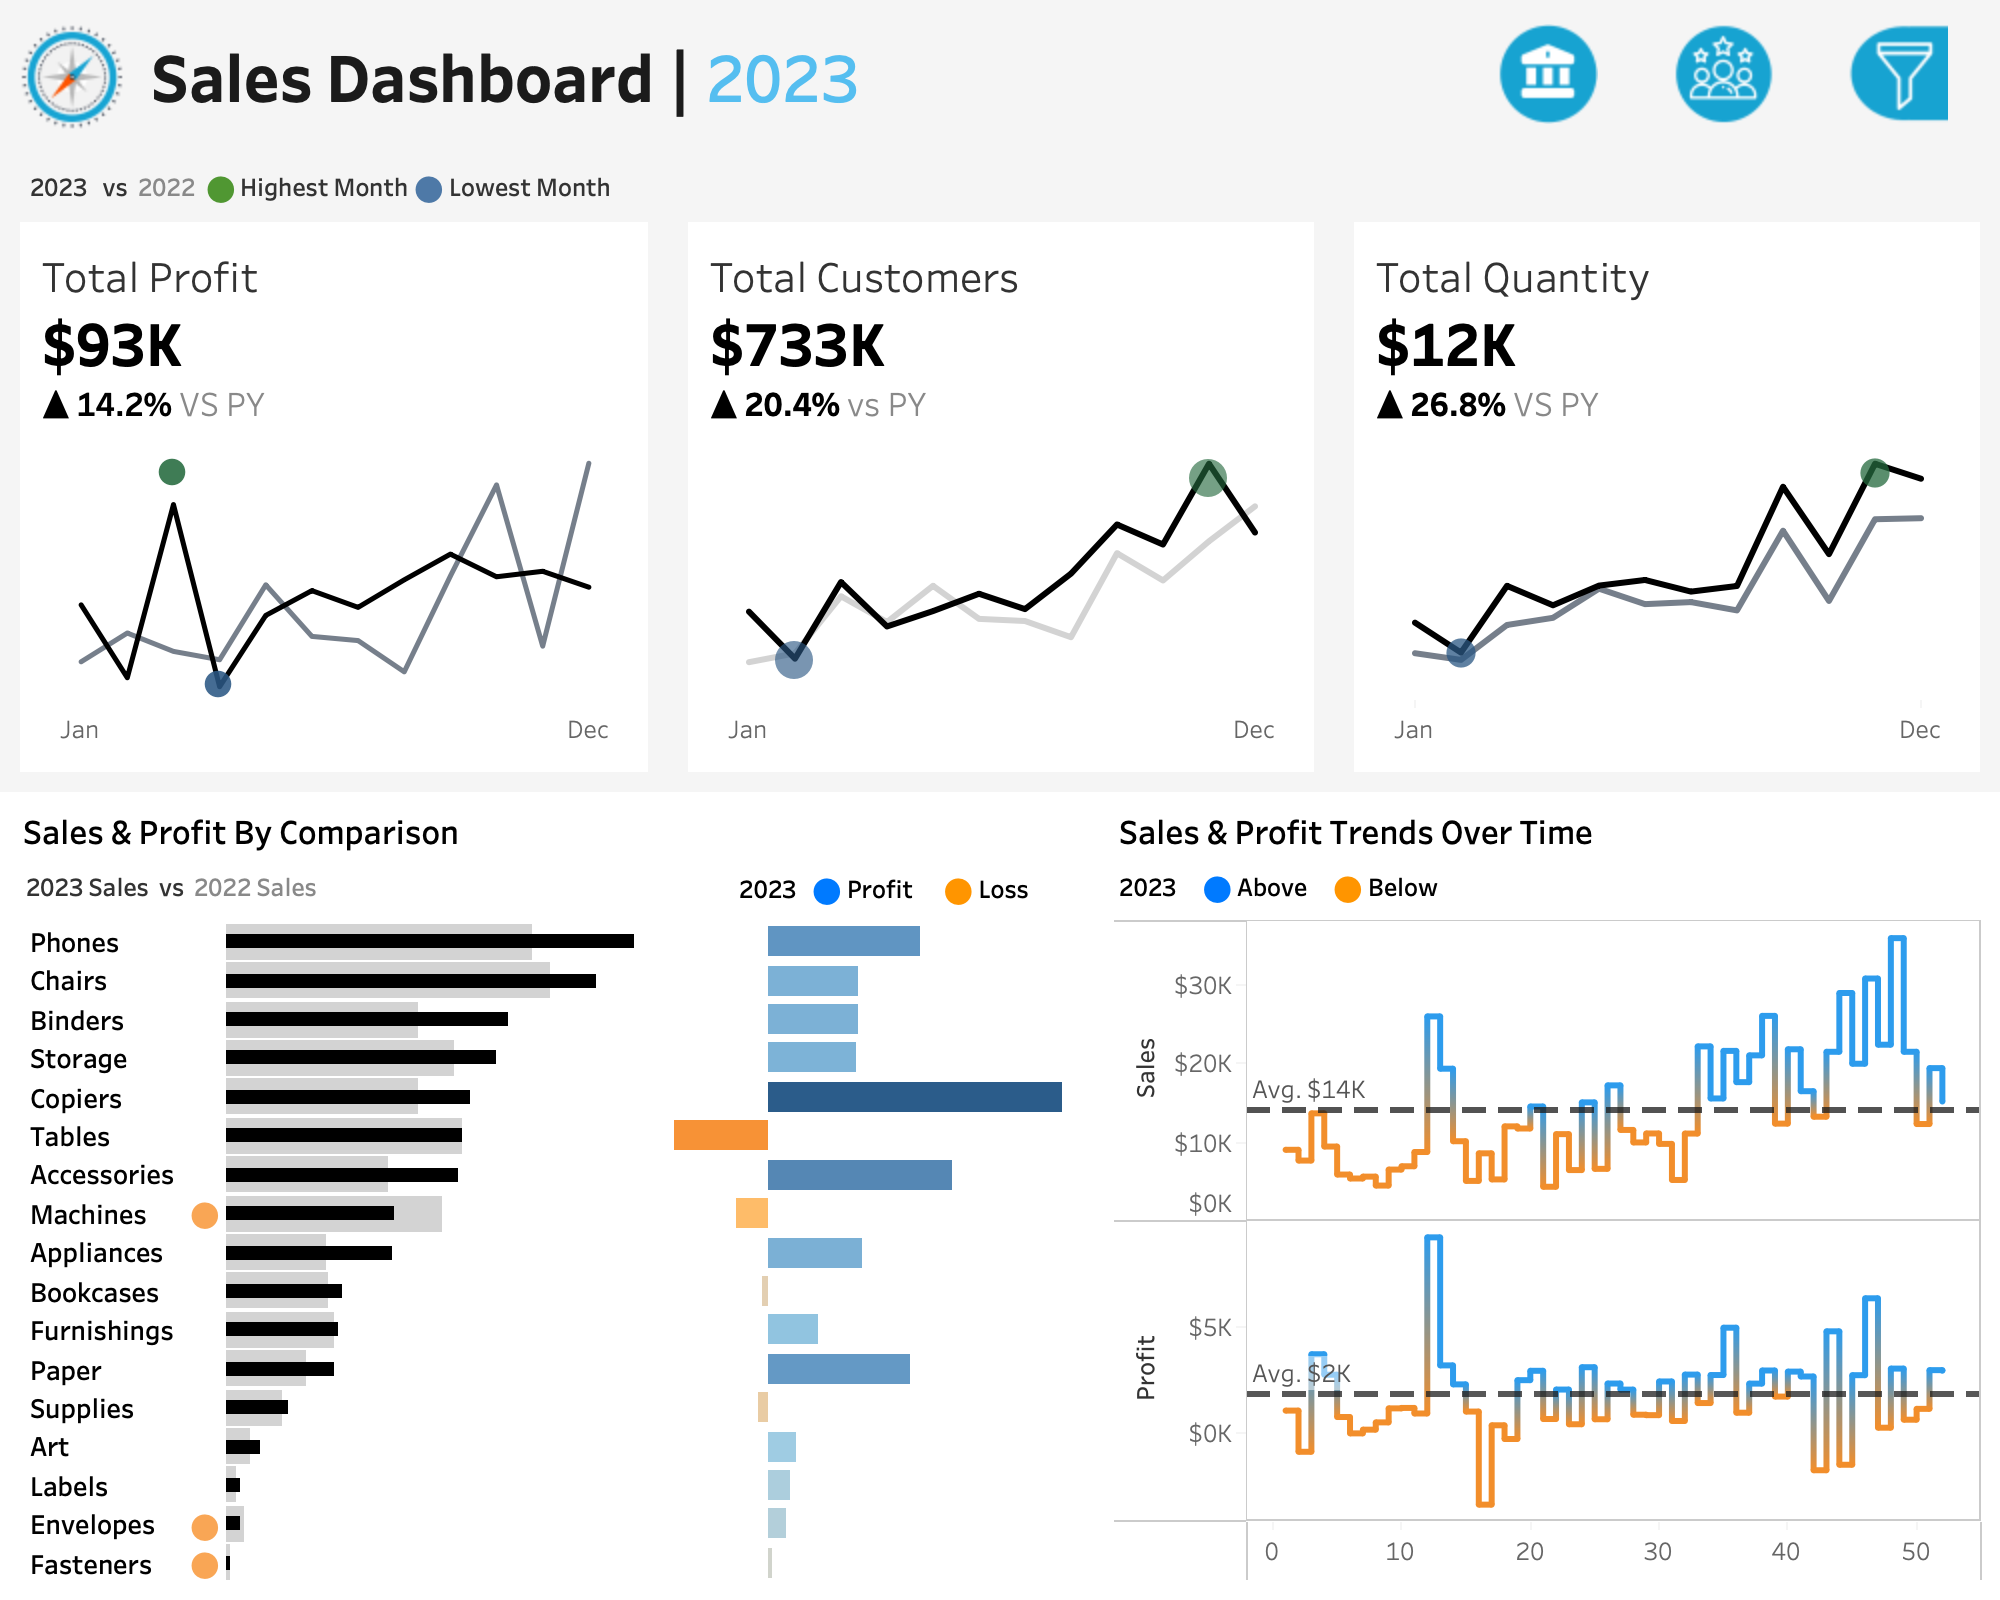 Sales Dashboard | 2023
2023 vs 2022 Highest Month Lowest Month
Total Profit
$93K
▲ 14.2% VS PY
Jan Dec
Total Customers
$733K
▲ 20.4% vs PY
Jan Dec
Total Quantity
$12K
▲ 26.8% VS PY
Jan Dec
Sales & Profit By Comparison
2023 Sales vs 2022 Sales
2023 Profit Loss
Phones
Chairs
Binders
Storage
Copiers
Tables
Accessories
Machines
Appliances
Bookcases
Furnishings
Paper
Supplies
Art
Labels
Envelopes
Fasteners
Sales & Profit Trends Over Time
2023 Above Below
Sales
$30K
$20K
Avg. $14K
$10K
$0K
Profit
$5K
Avg. $2K
$0K
0 10 20 30 40 50